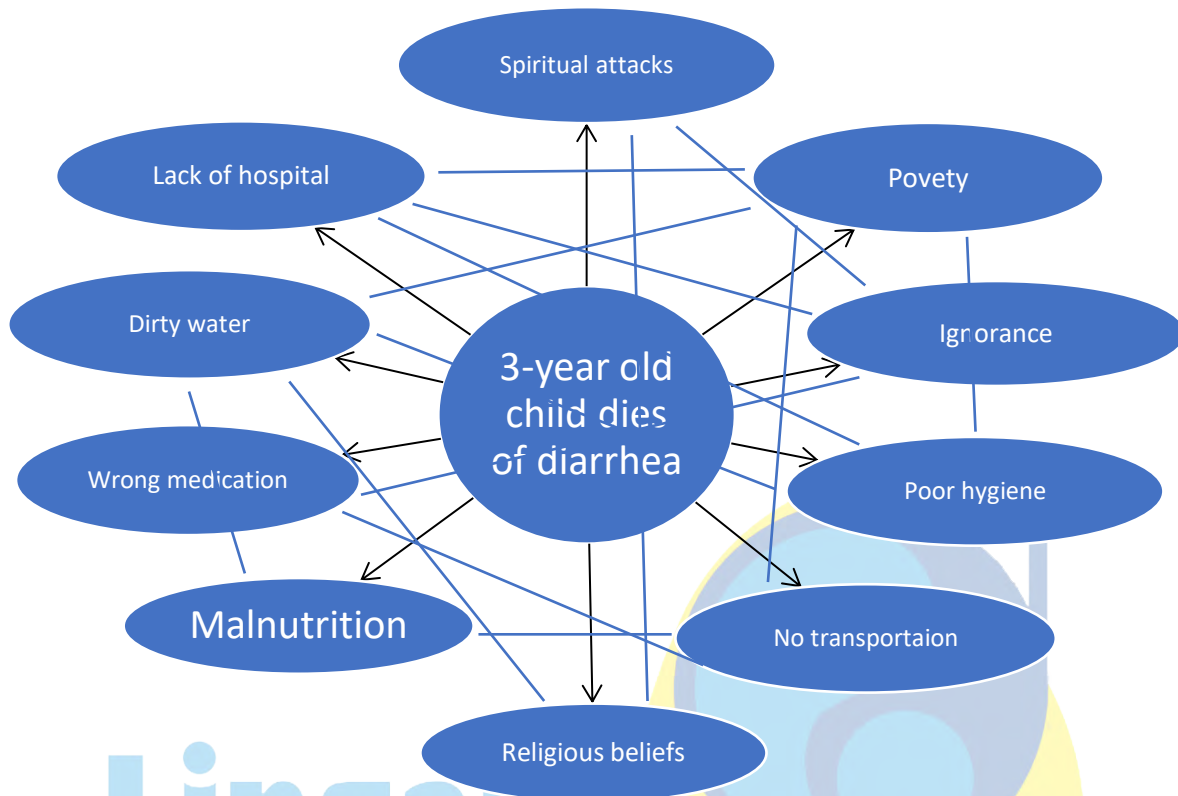 Spiritual attacks
Lack of hospital
Povety
Dirty water
Ignorance
3-year old
child dies
of diarrhea
Wrong medication
Poor hygiene
Malnutrition
No transportaion
Religious beliefs